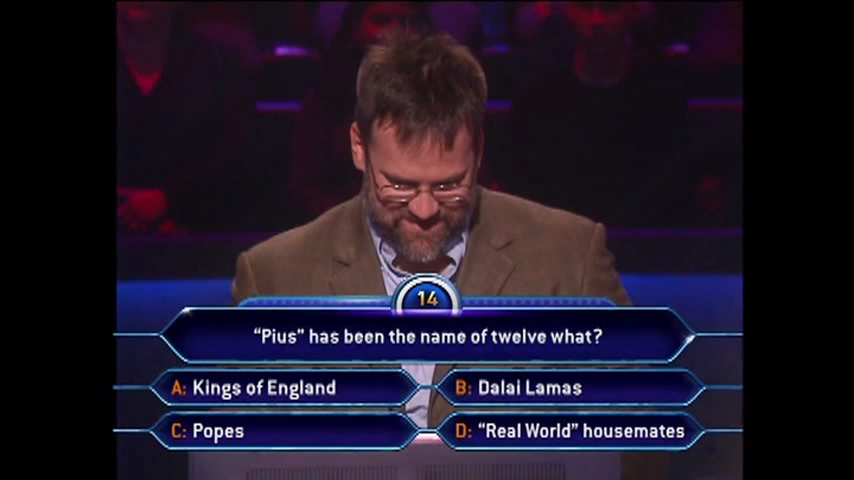 14
“Pius” has been the name of twelve what?
A: Kings of England
B: Dalai Lamas
C: Popes
D: “Real World” housemates